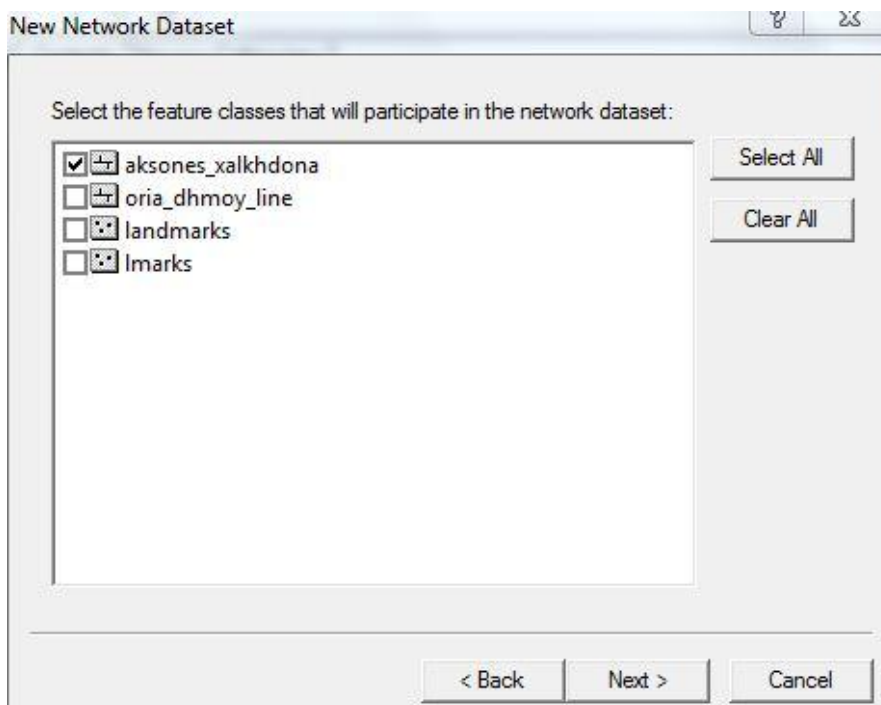 New Network Dataset
Select the feature classes that will participate in the network dataset:
aksones_xalkhdona
oria_dhmoy_line
landmarks
lmarks
Select All
Clear All
< Back
Next >
Cancel